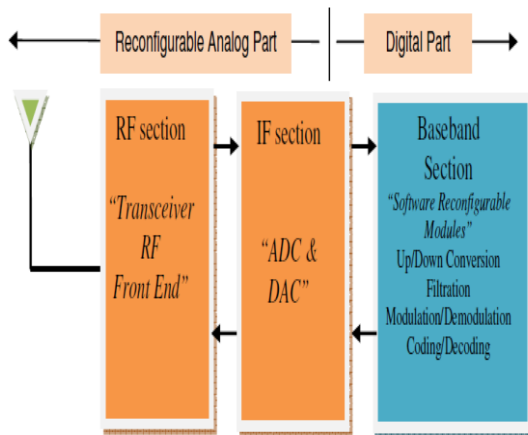 Reconfigurable Analog Part
Digital Part
RF section
“Transceiver
RF
Front End”
IF section
“ADC &
DAC”
Baseband
Section
“Software Reconfigurable
Modules”
Up/Down Conversion
Filtration
Modulation/Demodulation
Coding/Decoding